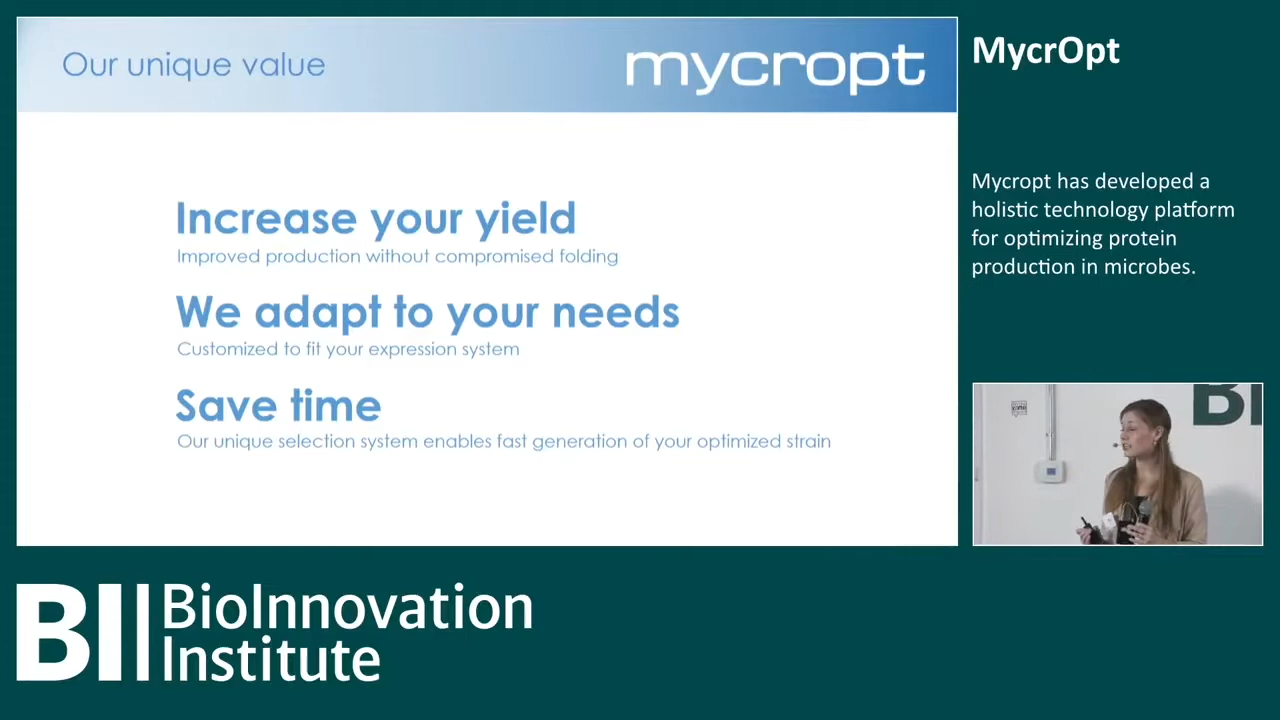 Our unique value
mycropt
Increase your yield
Improved production without compromised folding
We adapt to your needs
Customized to fit your expression system
Save time
Our unique selection system enables fast generation of your optimized strain
MycrOpt
Mycropt has developed a
holistic technology platform
for optimizing protein
production in microbes.
BI
BII
BioInnovation
Institute